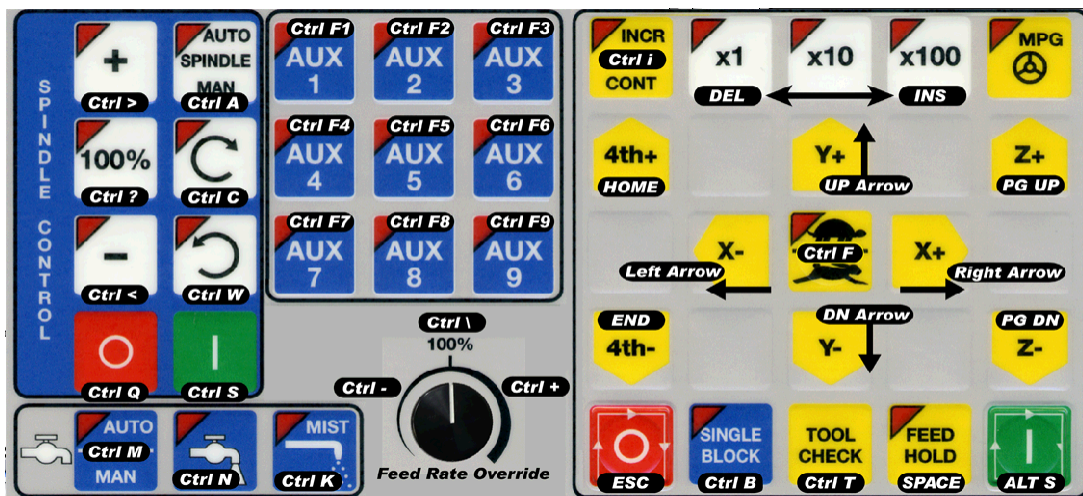 SPINDLE CONTROL
+
Ctrl >
AUTO
SPINDLE
MAN
Ctrl A
100%
Ctrl ?
Ctrl C
-
Ctrl <
Ctrl W
O
Ctrl Q
I
Ctrl S
Ctrl F1
AUX
1
Ctrl F2
AUX
2
Ctrl F3
AUX
3
Ctrl F4
AUX
4
Ctrl F5
AUX
5
Ctrl F6
AUX
6
Ctrl F7
AUX
7
Ctrl F8
AUX
8
Ctrl F9
AUX
9
AUTO
Ctrl M
MAN
Ctrl N
MIST
Ctrl K
Ctrl \
100%
Ctrl -
Ctrl +
Feed Rate Override
INCR
Ctrl i
CONT
x1
DEL
x10
x100
INS
MPG
4th+
HOME
Y+
UP Arrow
Z+
PG UP
X-
Left Arrow
Ctrl F
X+
Right Arrow
END
4th-
DN Arrow
Y-
PG DN
Z-
O
ESC
SINGLE
BLOCK
Ctrl B
TOOL
CHECK
Ctrl T
FEED
HOLD
SPACE
I
ALT S